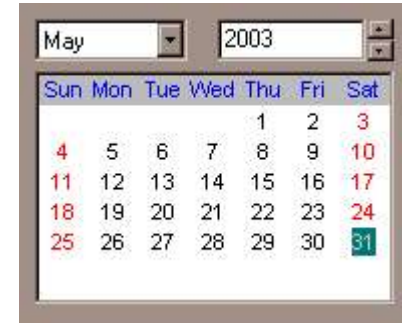 May 2003
Sun Mon Tue Wed Thu Fri Sat
1 2 3
4 5 6 7 8 9 10
11 12 13 14 15 16 17
18 19 20 21 22 23 24
25 26 27 28 29 30 31